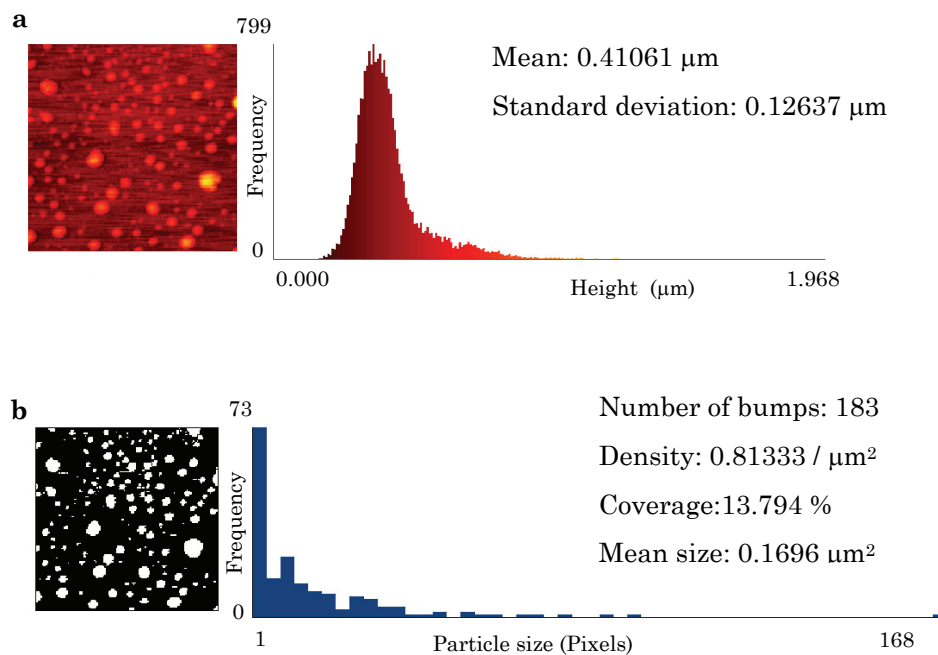 a
799
Frequency
0
0.000
Height (μm)
1.968
Mean: 0.41061 μm
Standard deviation: 0.12637 μm
b
73
Frequency
0
1
Particle size (Pixels)
168
Number of bumps: 183
Density: 0.81333 / μm²
Coverage:13.794 %
Mean size: 0.1696 μm²